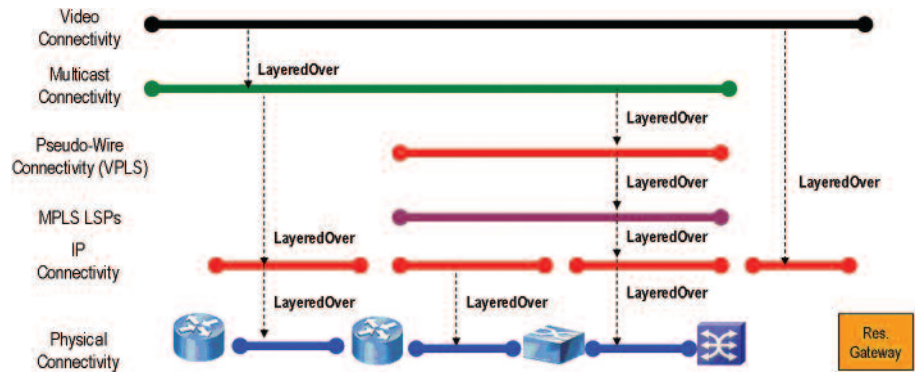 Video
Connectivity
LayeredOver
Multicast
Connectivity
LayeredOver
Pseudo-Wire
Connectivity (VPLS)
LayeredOver
LayeredOver
MPLS LSPs
LayeredOver
LayeredOver
IP
Connectivity
LayeredOver
LayeredOver
LayeredOver
Physical
Connectivity
Res.
Gateway